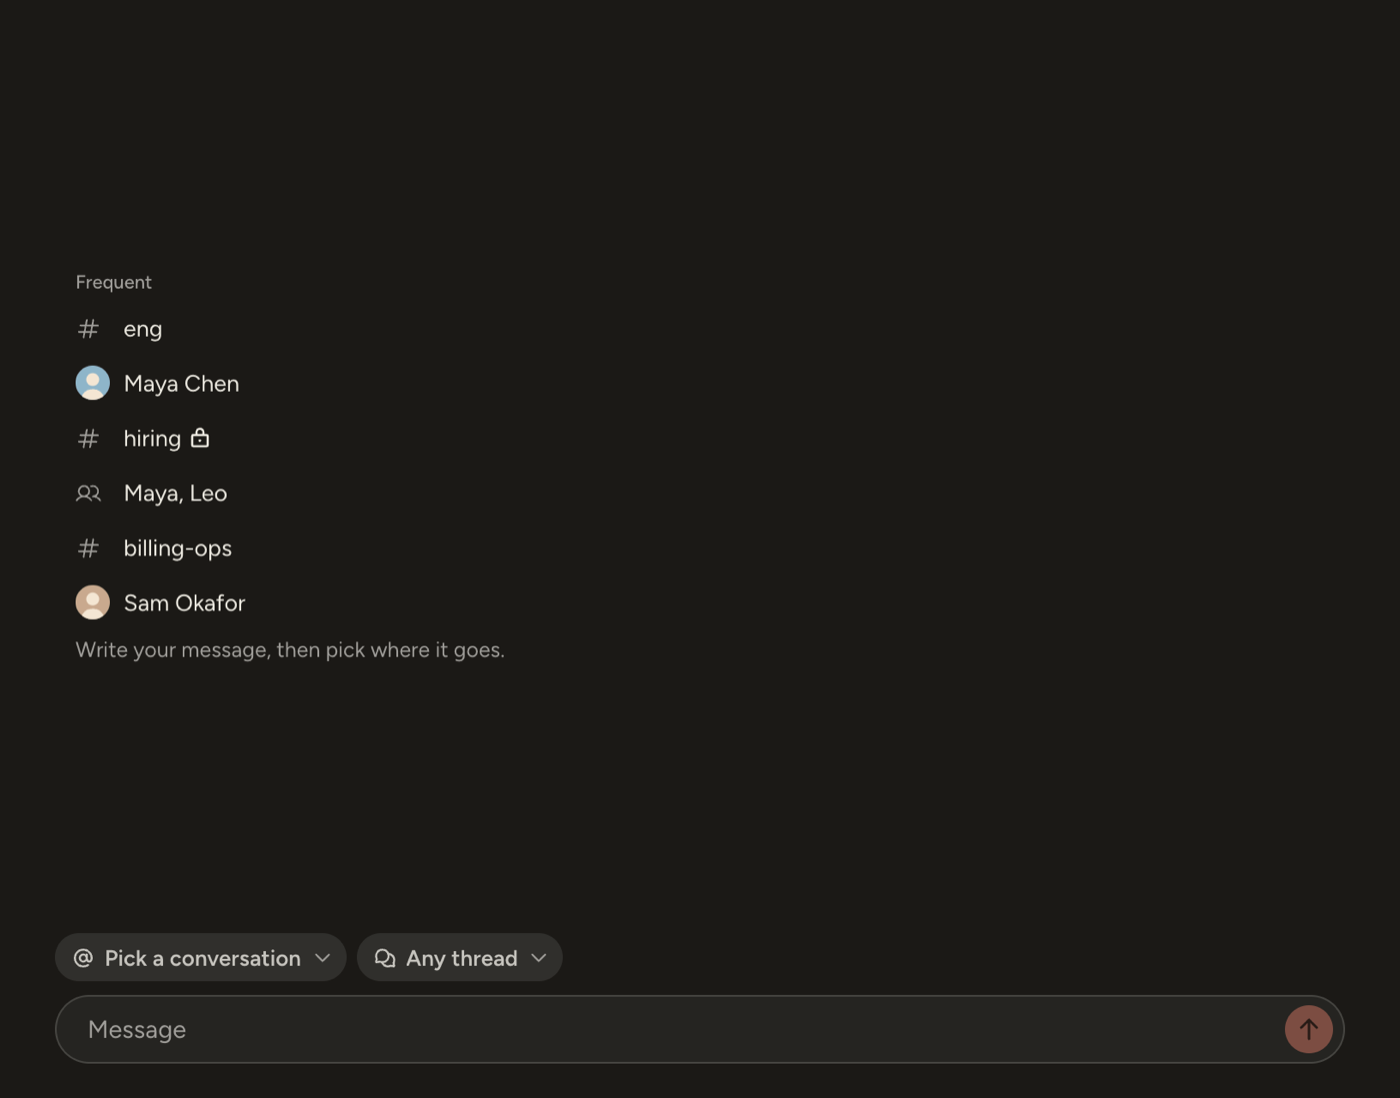 Frequent
eng
Maya Chen
hiring
Maya, Leo
billing-ops
Sam Okafor
Write your message, then pick where it goes.
Pick a conversation
Any thread
Message